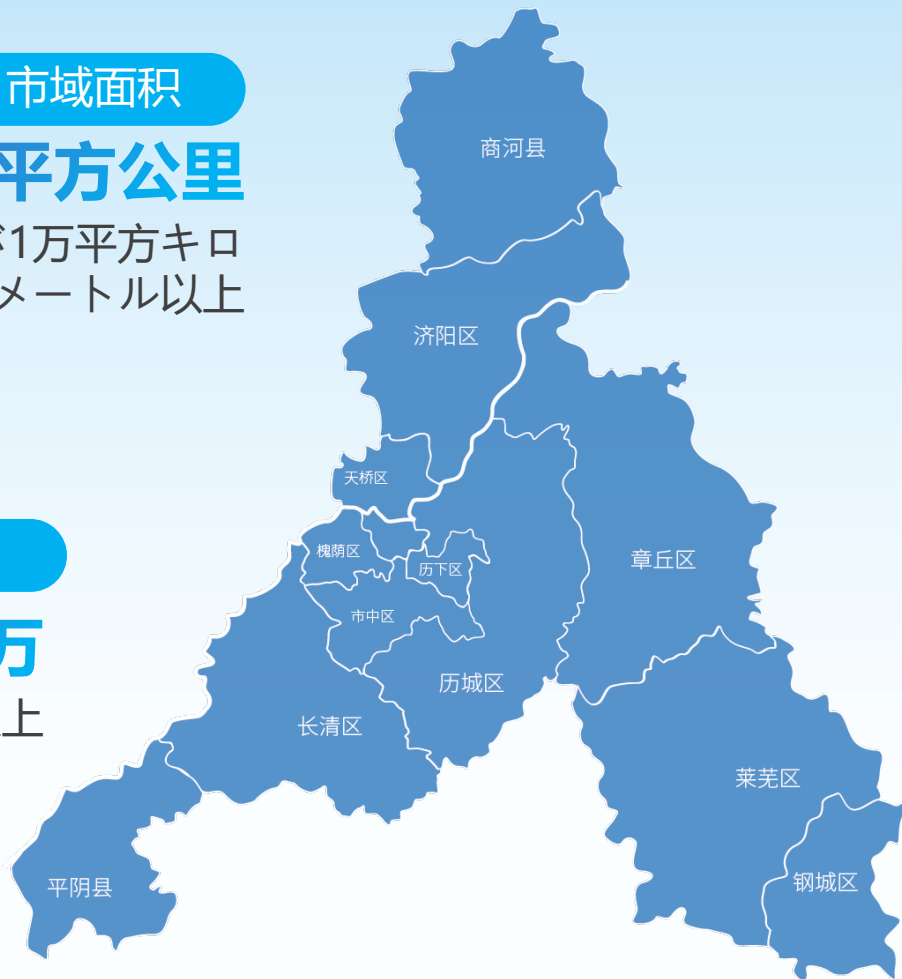 市域面积
平方公里
が1万平方キロ
メートル以上
万
上
商河县
济阳区
天桥区
槐荫区
历下区
章丘区
市中区
历城区
长清区
莱芜区
钢城区
平阴县